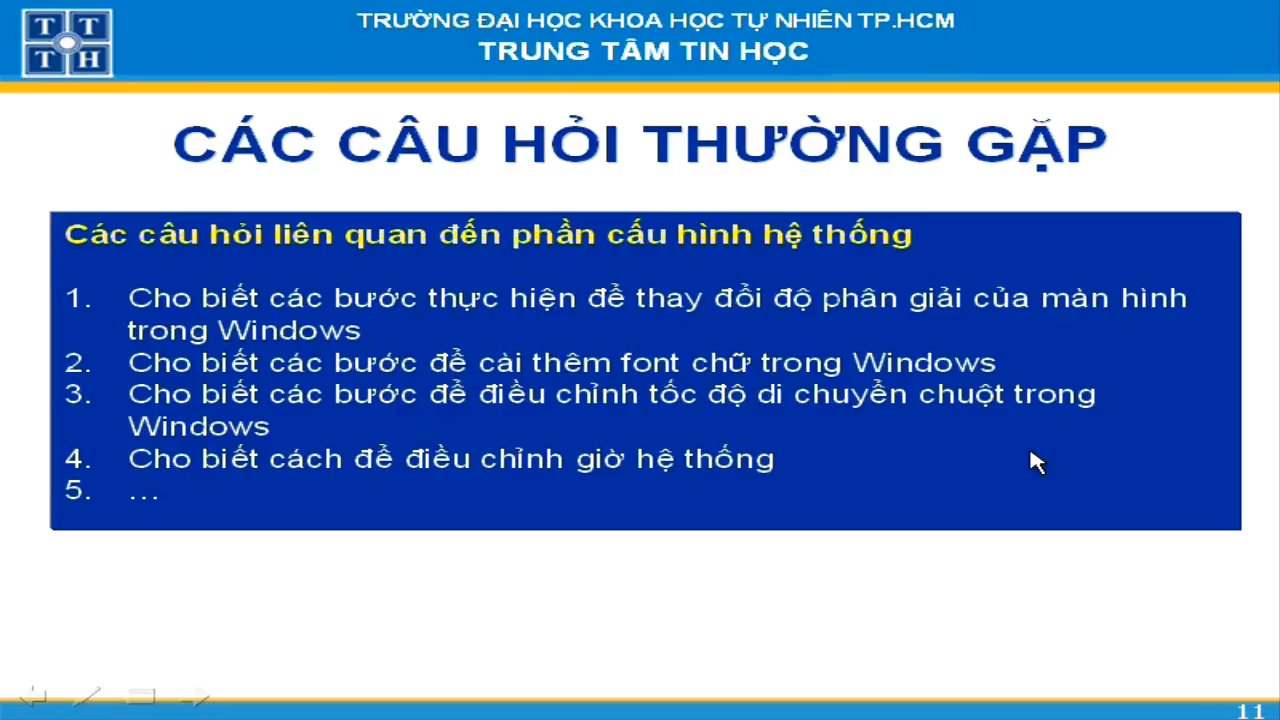 T T
T H
TRƯỜNG ĐẠI HỌC KHOA HỌC TỰ NHIÊN TP.HCM
TRUNG TÂM TIN HỌC
CÁC CÂU HỎI THƯỜNG GẶP
Các câu hỏi liên quan đến phần cấu hình hệ thống
1. Cho biết các bước thực hiện để thay đổi độ phân giải của màn hình
trong Windows
2. Cho biết các bước để cài thêm font chữ trong Windows
3. Cho biết các bước để điều chỉnh tốc độ di chuyển chuột trong
Windows
4. Cho biết cách để điều chỉnh giờ hệ thống
5. ...
11